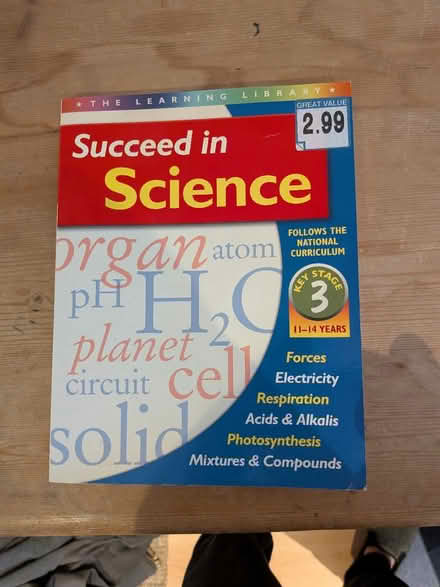 ★ THE LEARNING LIBRARY ★
GREAT VALUE
2.99
Succeed in
Science
FOLLOWS THE
NATIONAL
CURRICULUM
KEY STAGE
3
11–14 YEARS
organ
atom
pH
H₂O
planet
circuit
cell
solid
Forces
Electricity
Respiration
Acids & Alkalis
Photosynthesis
Mixtures & Compounds